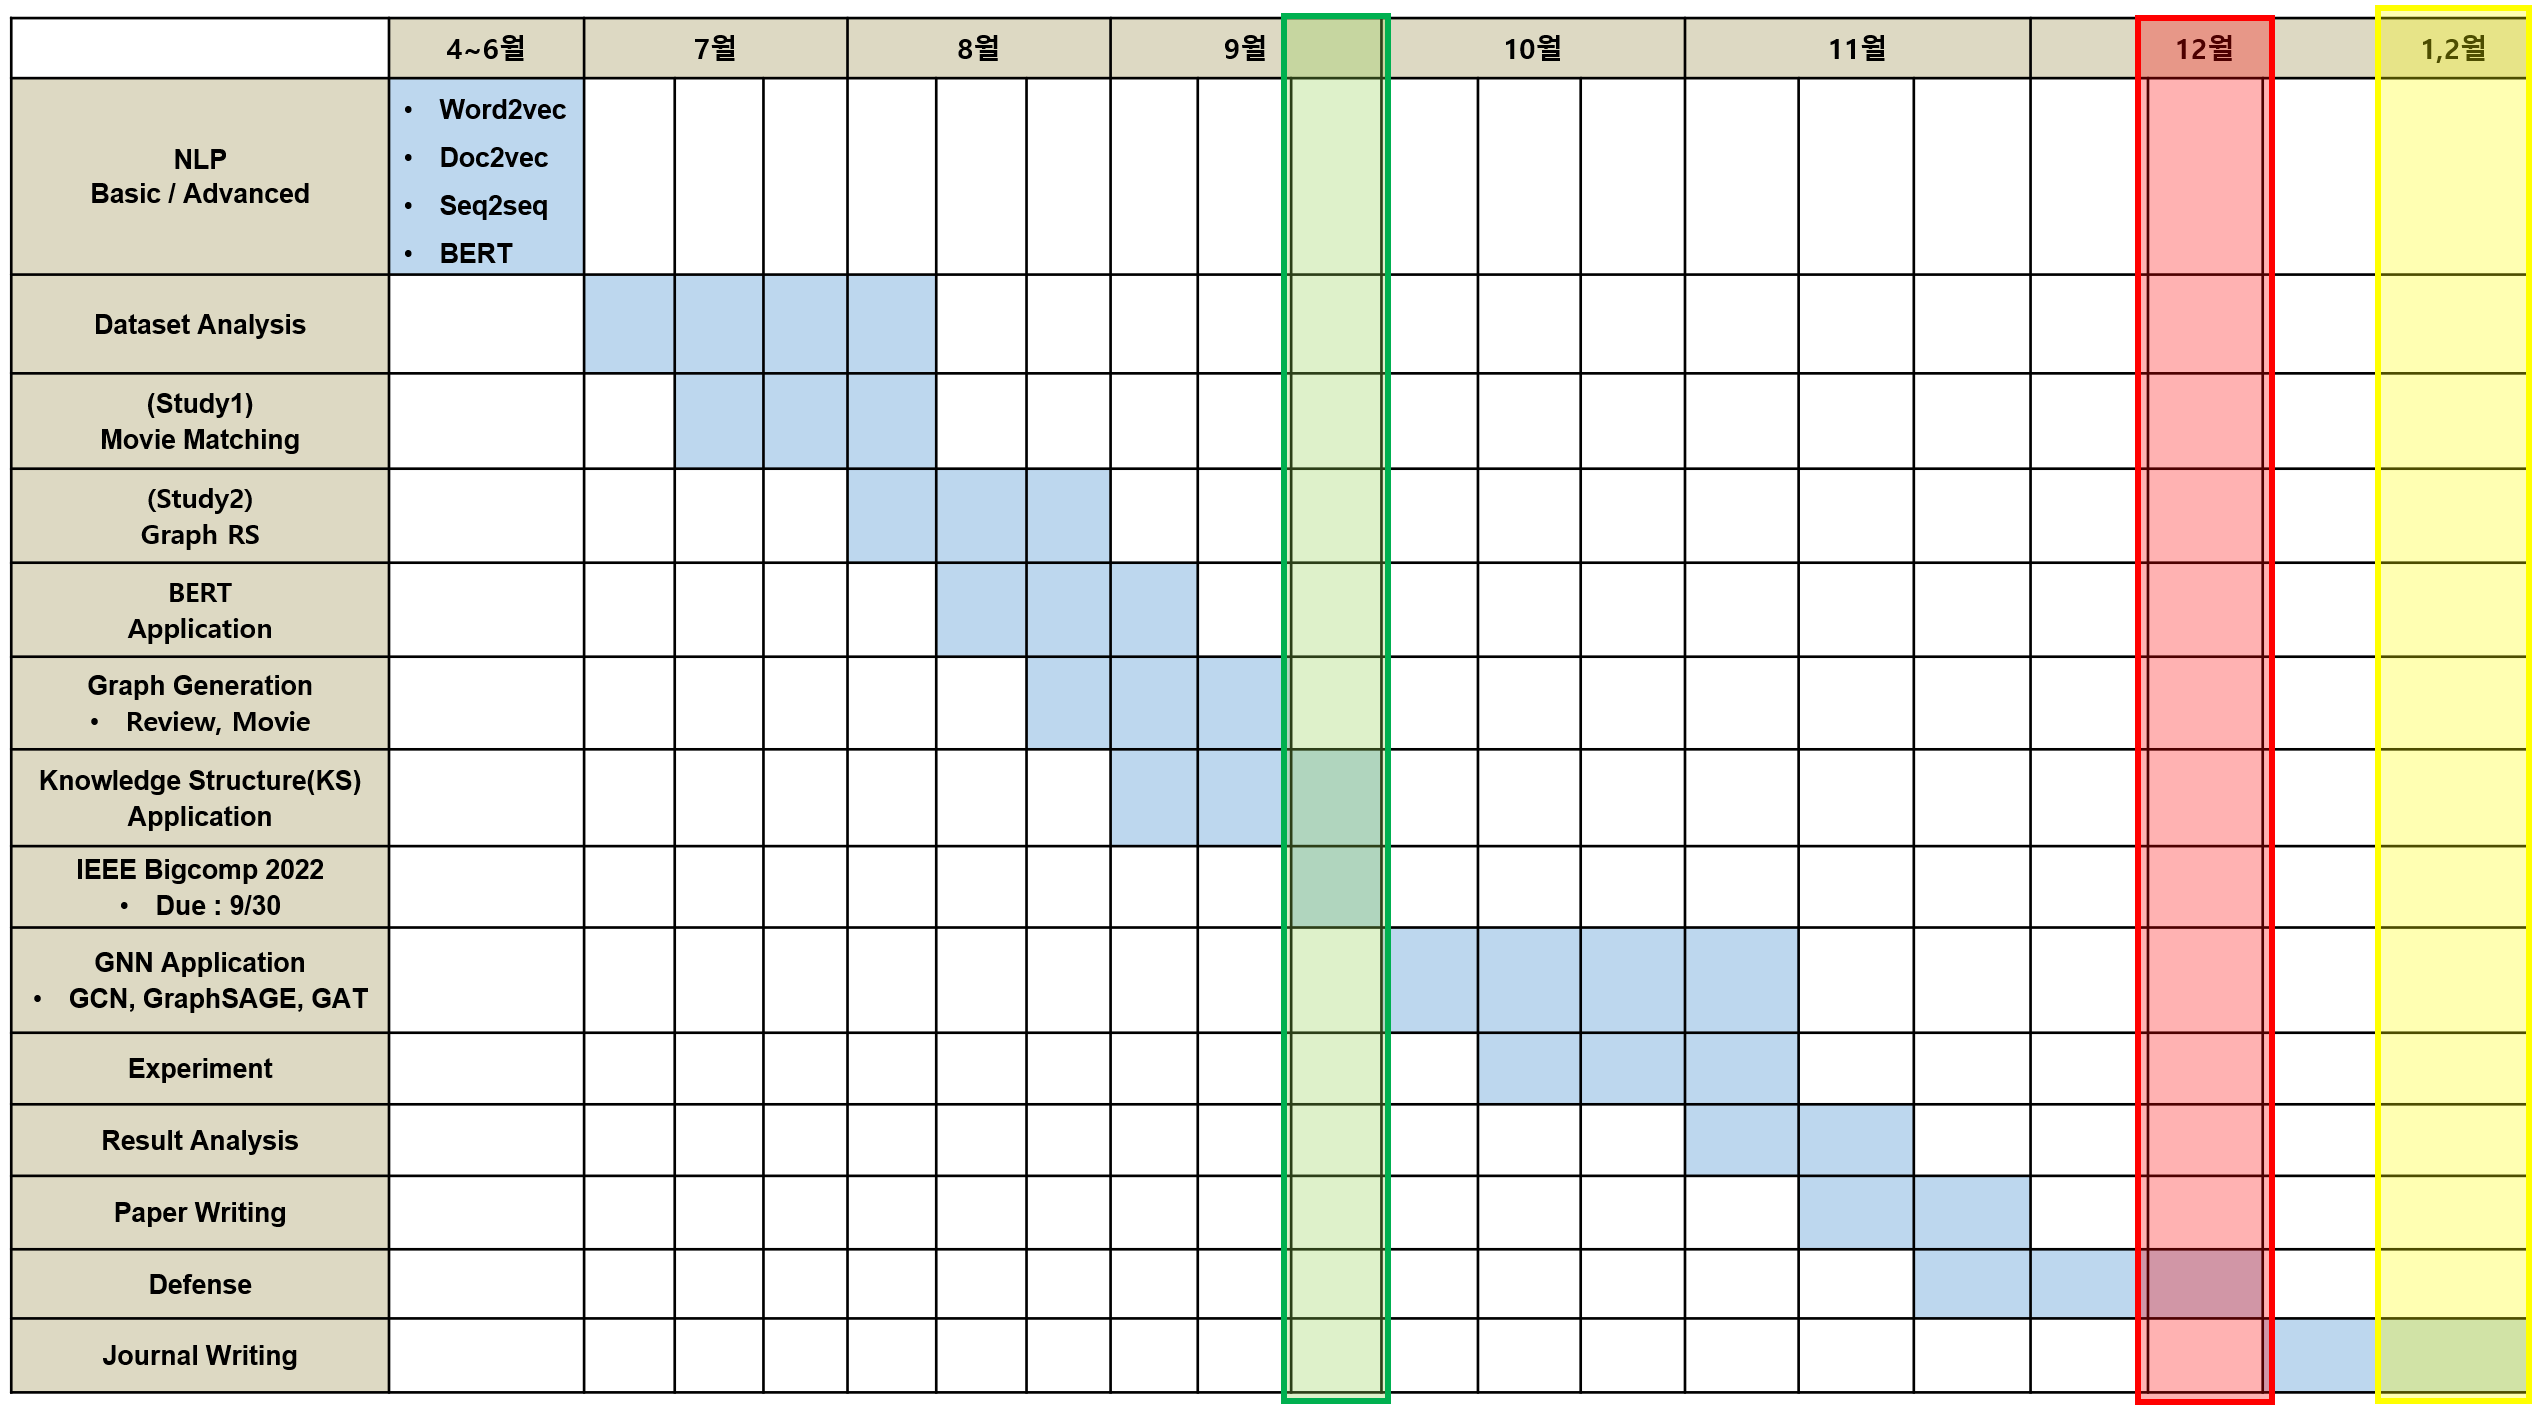 4~6월 7월 8월 9월 10월 11월 12월 1,2월
NLP
Basic / Advanced
• Word2vec
• Doc2vec
• Seq2seq
• BERT
Dataset Analysis
(Study1)
Movie Matching
(Study2)
Graph RS
BERT
Application
Graph Generation
• Review, Movie
Knowledge Structure(KS)
Application
IEEE Bigcomp 2022
• Due : 9/30
GNN Application
• GCN, GraphSAGE, GAT
Experiment
Result Analysis
Paper Writing
Defense
Journal Writing